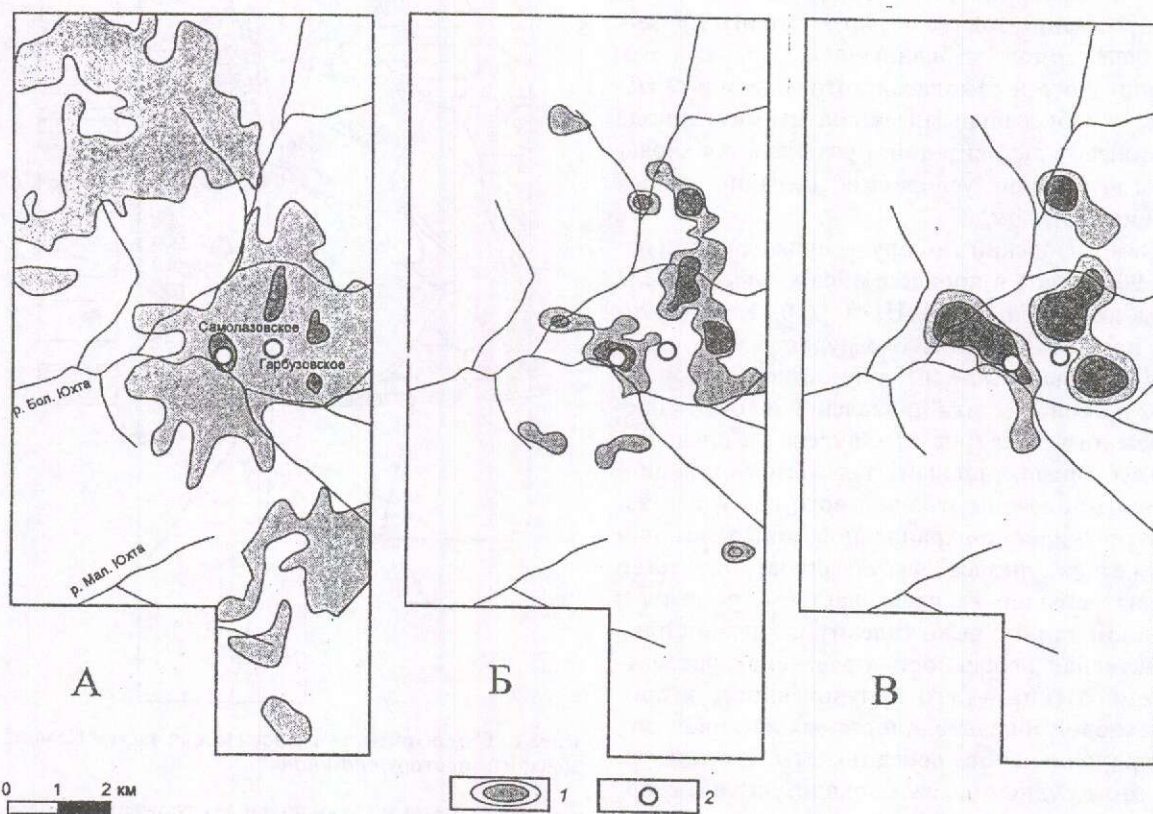 Самолазовское
Гарбузовское
р. Бол. Юхта
р. Мал. Юхта
А
Б
В
0 1 2 км
1
2